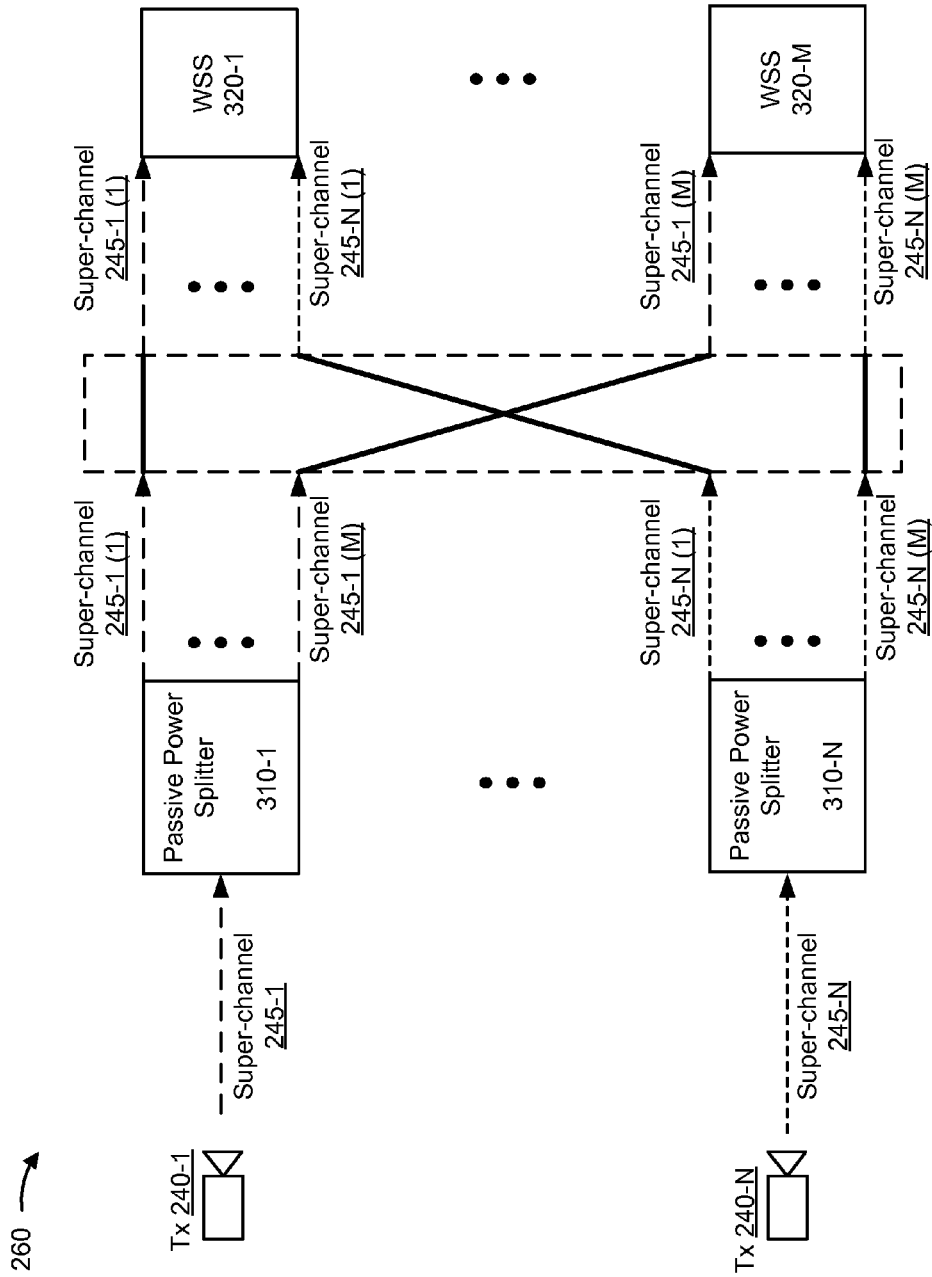 260
Tx 240-1
Super-channel
245-1
Passive Power
Splitter
310-1
Super-channel
245-1 (1)
Super-channel
245-1 (M)
Super-channel
245-1 (1)
Super-channel
245-N (1)
WSS
320-1
Tx 240-N
Super-channel
245-N
Passive Power
Splitter
310-N
Super-channel
245-N (1)
Super-channel
245-N (M)
Super-channel
245-1 (M)
Super-channel
245-N (M)
WSS
320-M